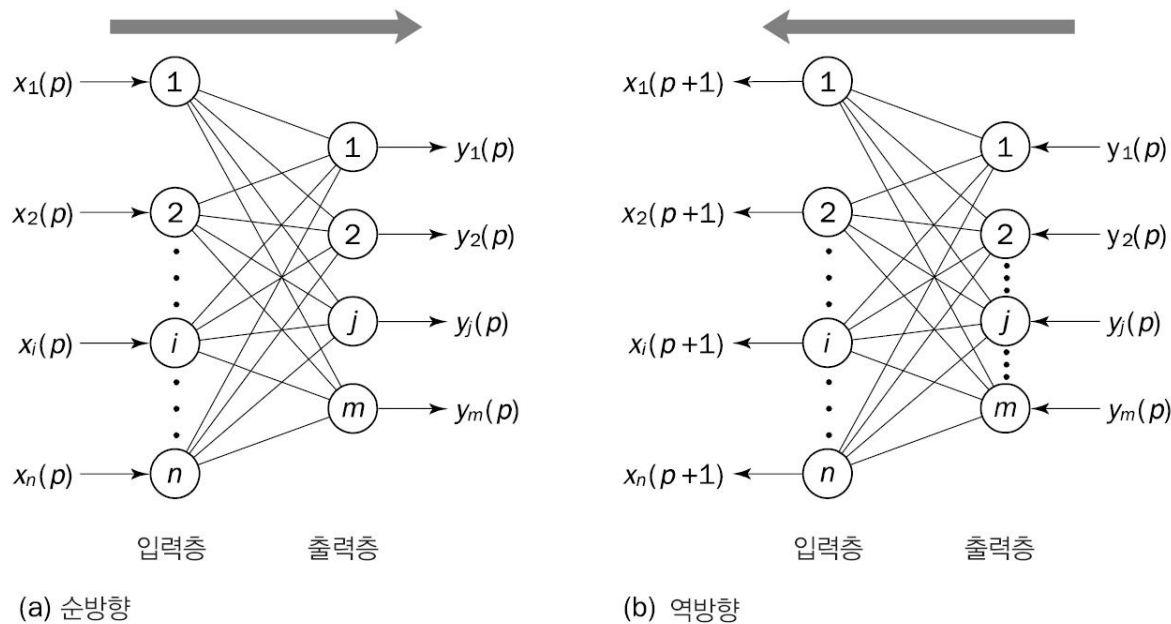 x1(p) 1
1 y1(p)
x2(p) 2
2 y2(p)
j yj(p)
xi(p) i
m ym(p)
xn(p) n
입력층 출력층
(a) 순방향
x1(p+1) 1
1 y1(p)
x2(p+1) 2
2 y2(p)
j yj(p)
xi(p+1) i
m ym(p)
xn(p+1) n
입력층 출력층
(b) 역방향